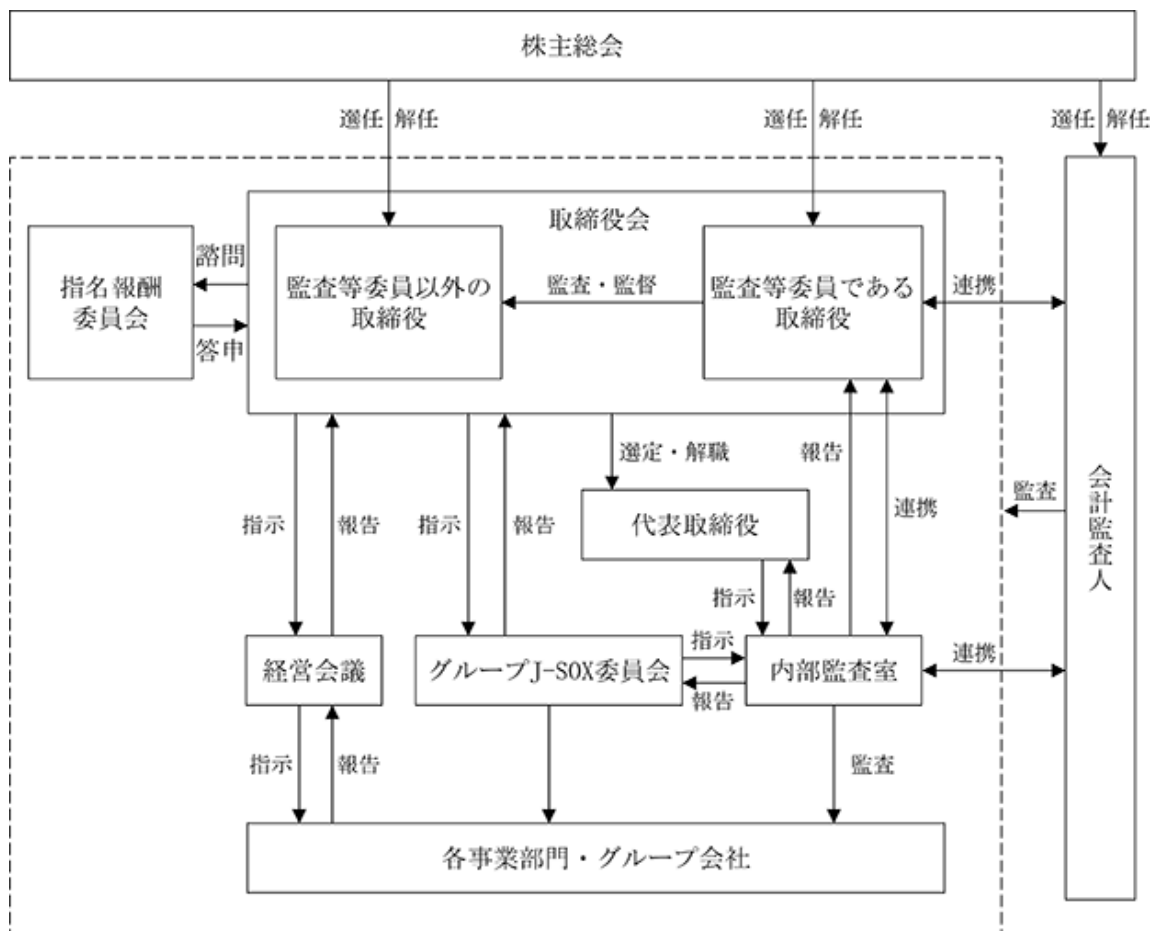 株主総会
選任 解任
選任 解任
選任 解任
取締役会
指名報酬
委員会
諮問
答申
監査等委員以外の
取締役
監査・監督
監査等委員である
取締役
連携
指示
報告
指示
報告
選定・解職
報告
連携
監査
会計監査人
代表取締役
指示
報告
経営会議
グループJ-SOX委員会
指示
報告
内部監査室
連携
指示
報告
監査
各事業部門・グループ会社